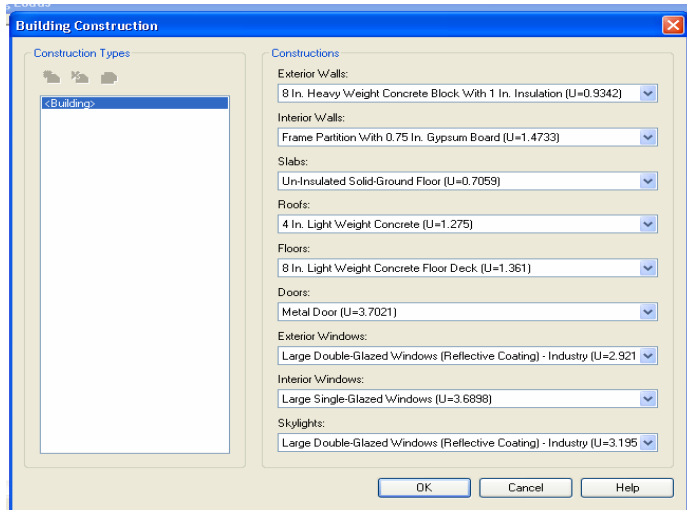 Building Construction
Construction Types
<Building>
Constructions
Exterior Walls:
8 In. Heavy Weight Concrete Block With 1 In. Insulation (U=0.9342)
Interior Walls:
Frame Partition With 0.75 In. Gypsum Board (U=1.4733)
Slabs:
Un-Insulated Solid-Ground Floor (U=0.7059)
Roofs:
4 In. Light Weight Concrete (U=1.275)
Floors:
8 In. Light Weight Concrete Floor Deck (U=1.361)
Doors:
Metal Door (U=3.7021)
Exterior Windows:
Large Double-Glazed Windows (Reflective Coating) - Industry (U=2.921
Interior Windows:
Large Single-Glazed Windows (U=3.6898)
Skylights:
Large Double-Glazed Windows (Reflective Coating) - Industry (U=3.195
OK Cancel Help